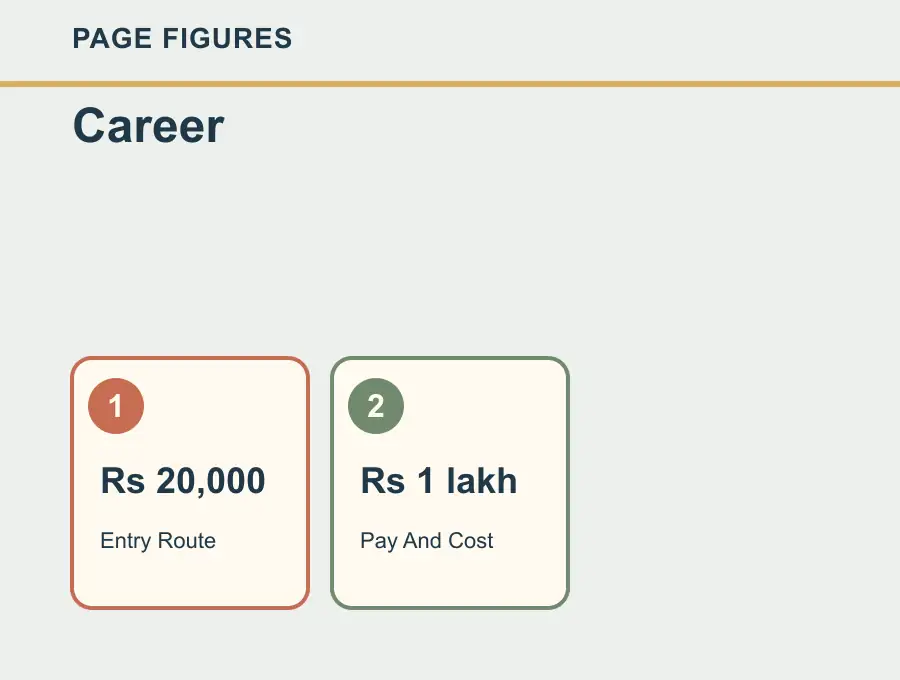 PAGE FIGURES
Career
1
Rs 20,000
Entry Route
2
Rs 1 lakh
Pay And Cost